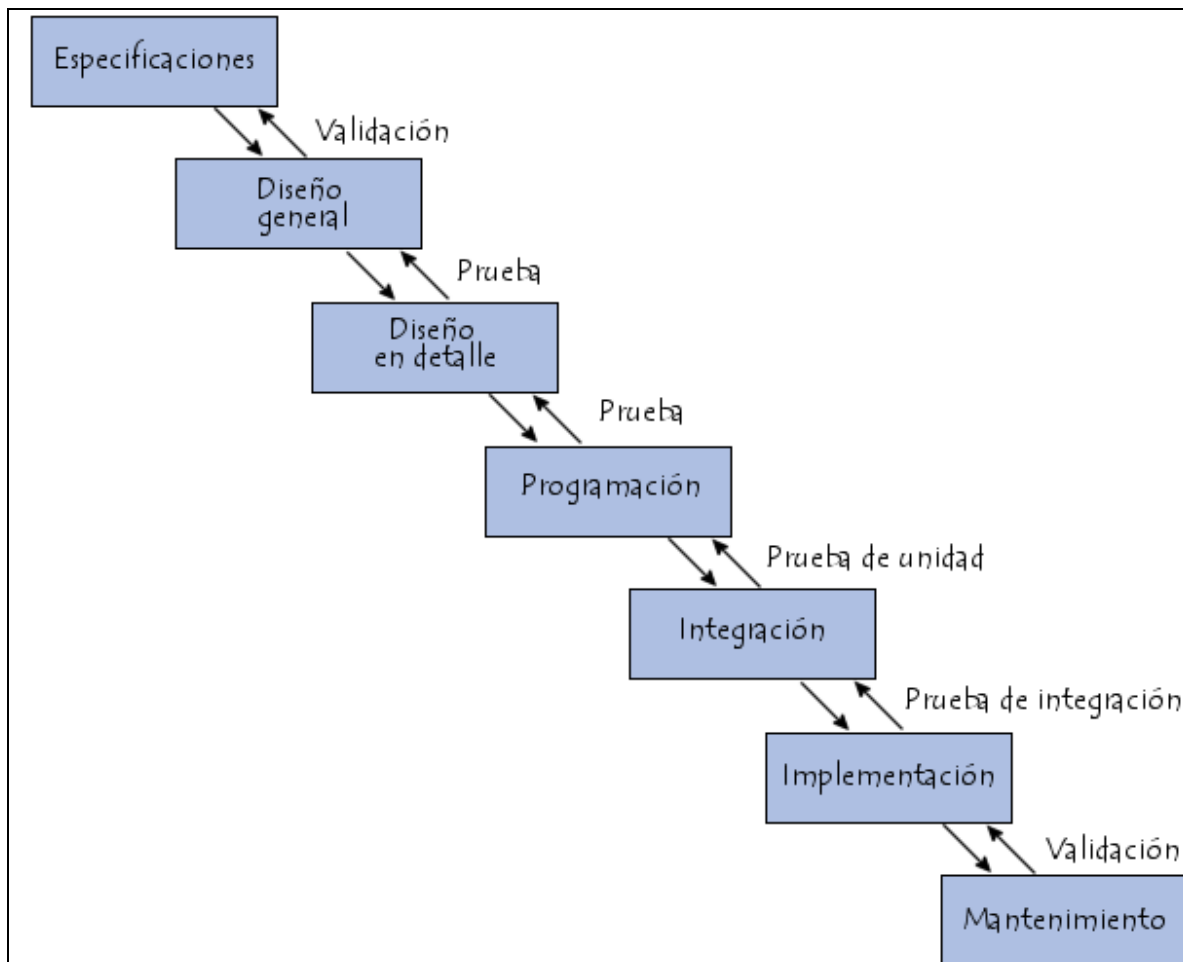 Especificaciones
Validación
Diseño
general
Prueba
Diseño
en detalle
Prueba
Programación
Prueba de unidad
Integración
Prueba de integración
Implementación
Validación
Mantenimiento